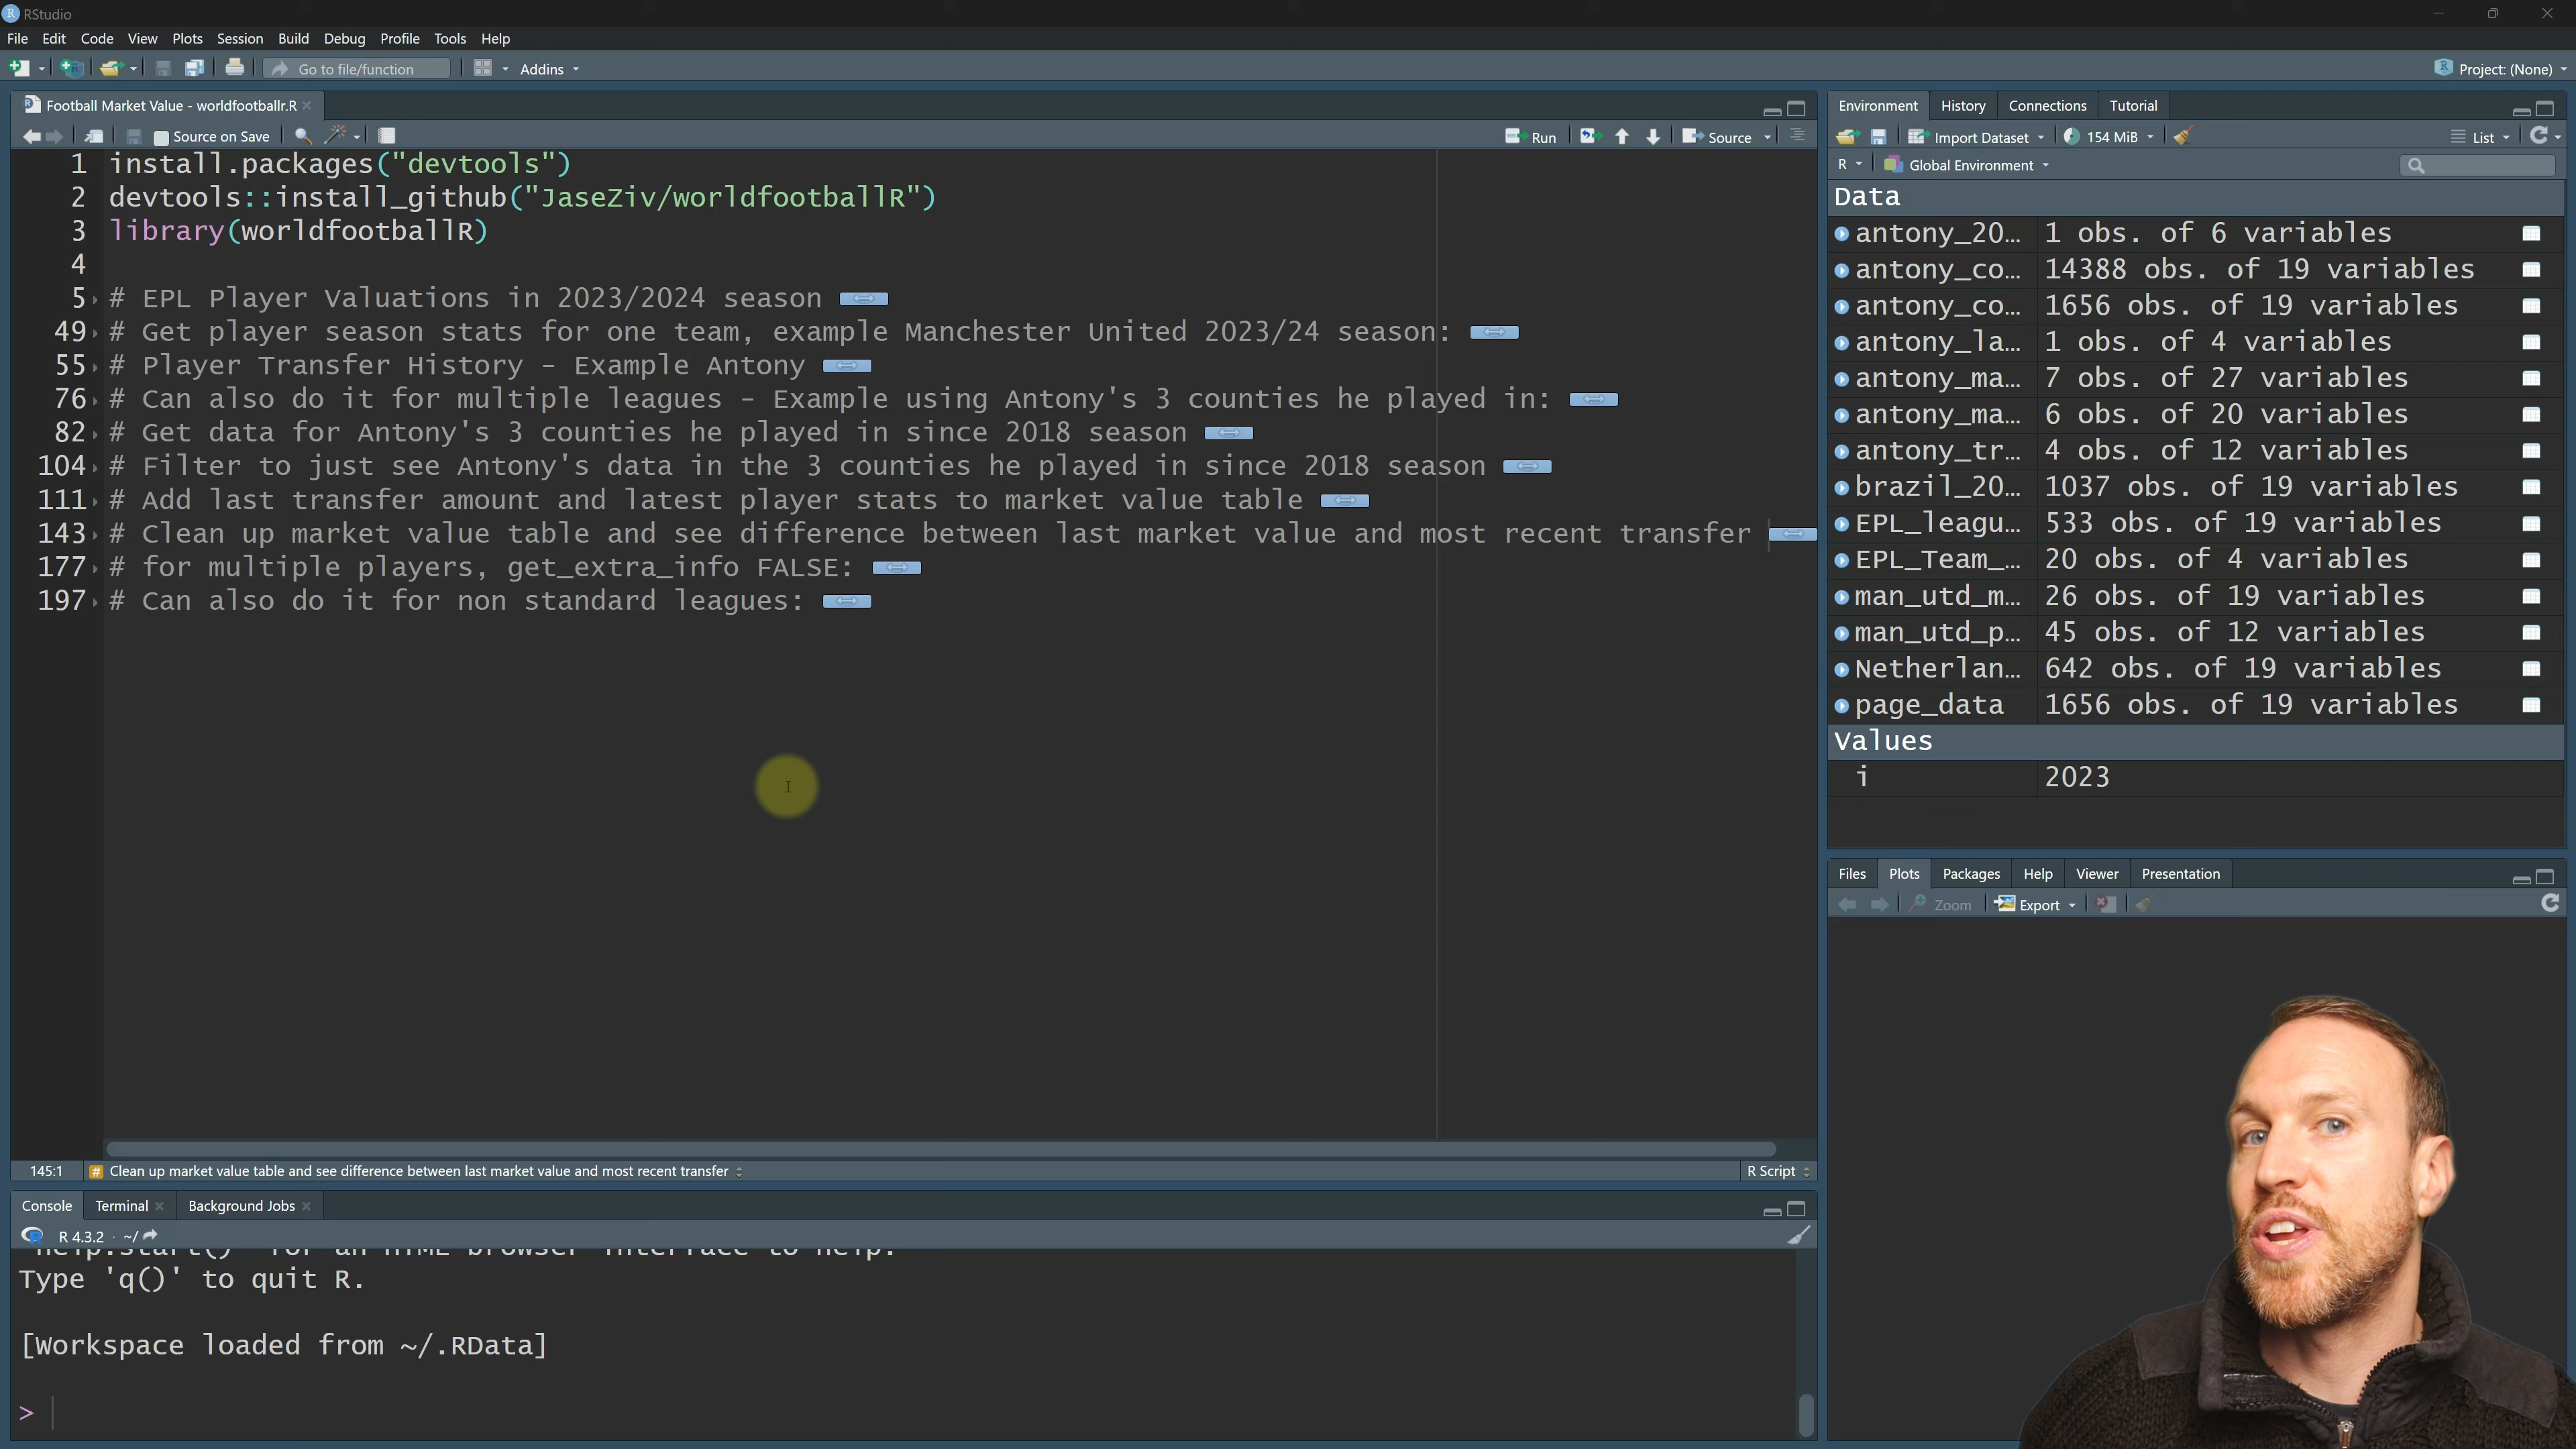 RStudio
File Edit Code View Plots Session Build Debug Profile Tools Help
Go to file/function Addins Project: (None)
Football Market Value - worldfootballr.R
Source on Save Run Source
1 install.packages("devtools")
2 devtools::install_github("JaseZiv/worldfootballR")
3 library(worldfootballR)
4
5 # EPL Player Valuations in 2023/2024 season
49 # Get player season stats for one team, example Manchester United 2023/24 season:
55 # Player Transfer History - Example Antony
76 # Can also do it for multiple leagues - Example using Antony's 3 counties he played in:
82 # Get data for Antony's 3 counties he played in since 2018 season
104 # Filter to just see Antony's data in the 3 counties he played in since 2018 season
111 # Add last transfer amount and latest player stats to market value table
143 # Clean up market value table and see difference between last market value and most recent transfer
177 # for multiple players, get_extra_info FALSE:
197 # Can also do it for non standard leagues:
145:1 # Clean up market value table and see difference between last market value and most recent transfer R Script
Console Terminal Background Jobs
R 4.3.2 · ~/
'help.start()' for an HTML browser interface to help.
Type 'q()' to quit R.
[Workspace loaded from ~/.RData]
>
Environment History Connections Tutorial
Import Dataset 154 MiB List
R Global Environment
Data
antony_20… 1 obs. of 6 variables
antony_co… 14388 obs. of 19 variables
antony_co… 1656 obs. of 19 variables
antony_la… 1 obs. of 4 variables
antony_ma… 7 obs. of 27 variables
antony_ma… 6 obs. of 20 variables
antony_tr… 4 obs. of 12 variables
brazil_20… 1037 obs. of 19 variables
EPL_leagu… 533 obs. of 19 variables
EPL_Team_… 20 obs. of 4 variables
man_utd_m… 26 obs. of 19 variables
man_utd_p… 45 obs. of 12 variables
Netherlan… 642 obs. of 19 variables
page_data 1656 obs. of 19 variables
Values
i 2023
Files Plots Packages Help Viewer Presentation
Zoom Export